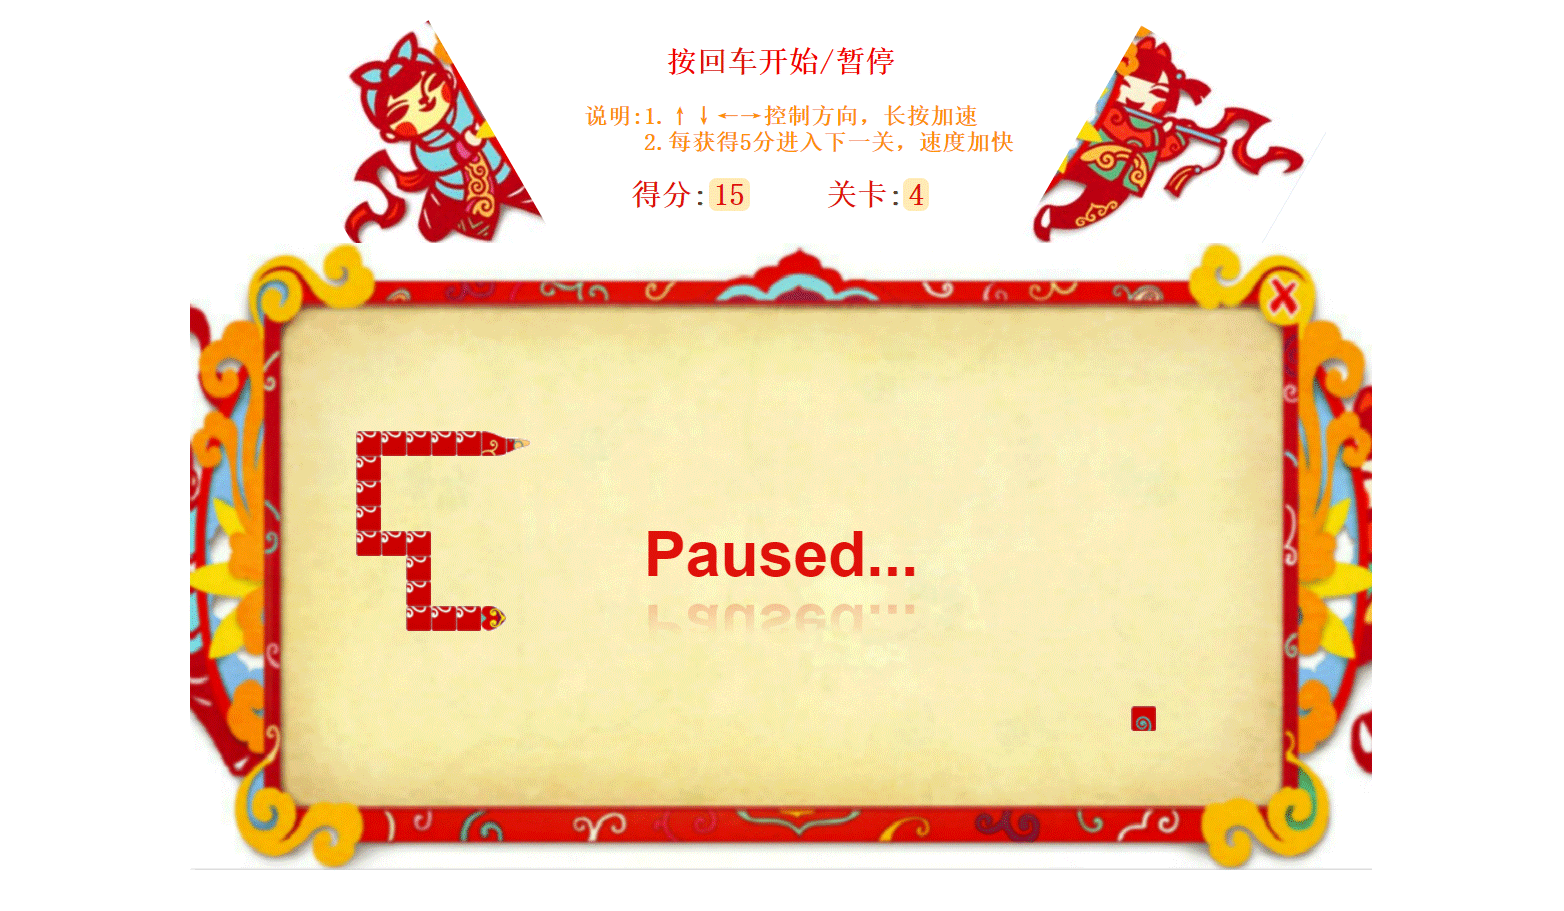 按回车开始/暂停
说明:1.↑↓←→控制方向，长按加速
2.每获得5分进入下一关，速度加快
得分:15 关卡:4
X
Paused...